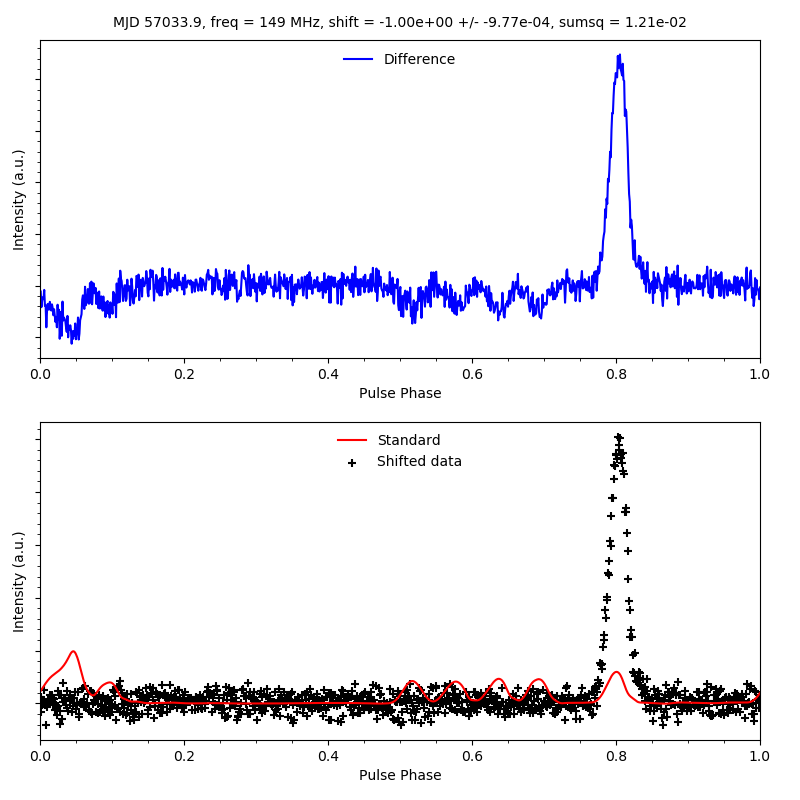 MJD 57033.9, freq = 149 MHz, shift = -1.00e+00 +/- -9.77e-04, sumsq = 1.21e-02
Difference
Intensity (a.u.)
0.0 0.2 0.4 0.6 0.8 1.0
Pulse Phase
Standard
Shifted data
Intensity (a.u.)
0.0 0.2 0.4 0.6 0.8 1.0
Pulse Phase